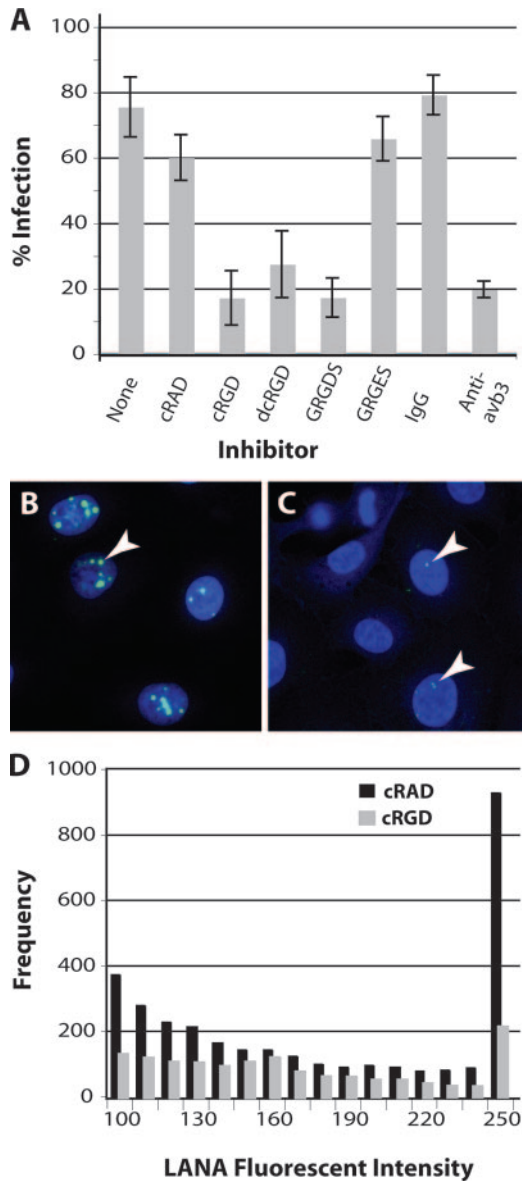 A
100
80
60
40
20
0
% Infection
None
cRAD
cRGD
dcRGD
GRGDS
GRGES
IgG
Anti-
avb3
Inhibitor
B
C
D
1000
800
600
400
200
0
Frequency
cRAD
cRGD
100 130 160 190 220 250
LANA Fluorescent Intensity